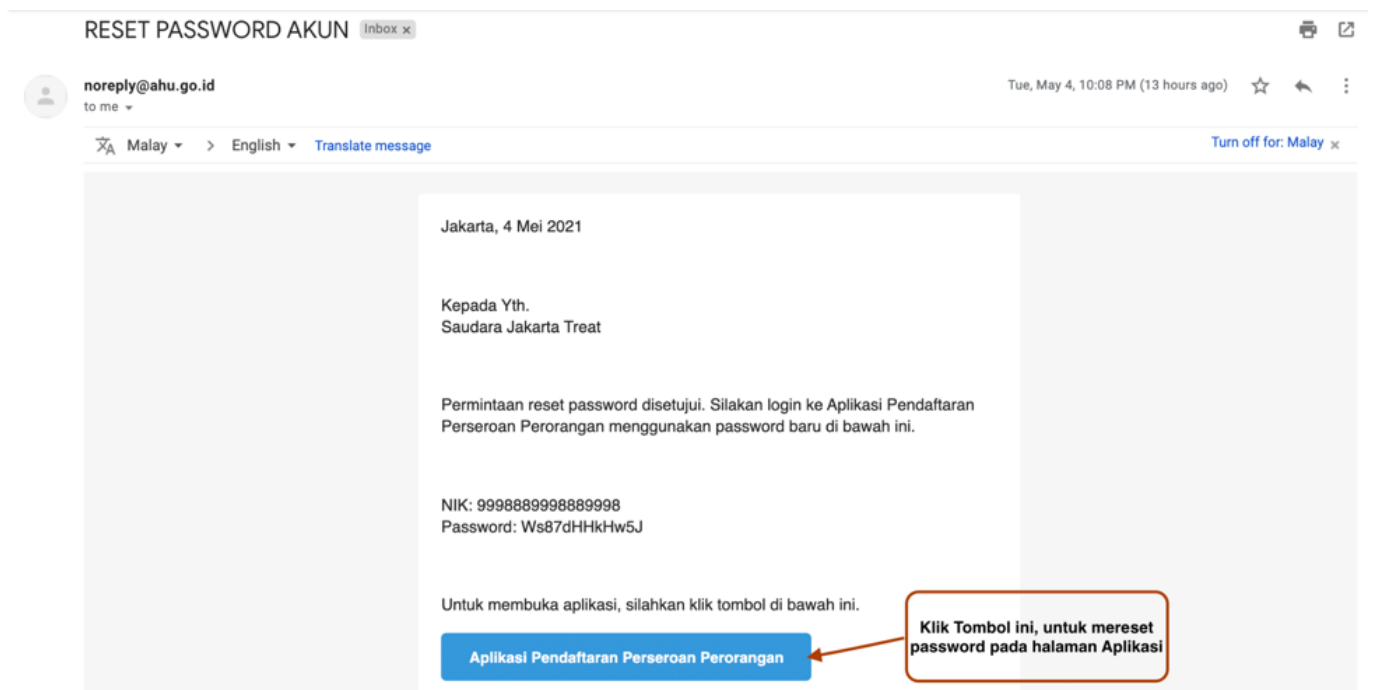 RESET PASSWORD AKUN Inbox x
noreply@ahu.go.id
Tue, May 4, 10:08 PM (13 hours ago)
to me
Malay > English Translate message
Turn off for: Malay x
Jakarta, 4 Mei 2021
Kepada Yth.
Saudara Jakarta Treat
Permintaan reset password disetujui. Silakan login ke Aplikasi Pendaftaran
Perseroan Perorangan menggunakan password baru di bawah ini.
NIK: 9998889998889998
Password: Ws87dHHkHw5J
Untuk membuka aplikasi, silahkan klik tombol di bawah ini.
Aplikasi Pendaftaran Perseroan Perorangan
Klik Tombol ini, untuk mereset
password pada halaman Aplikasi